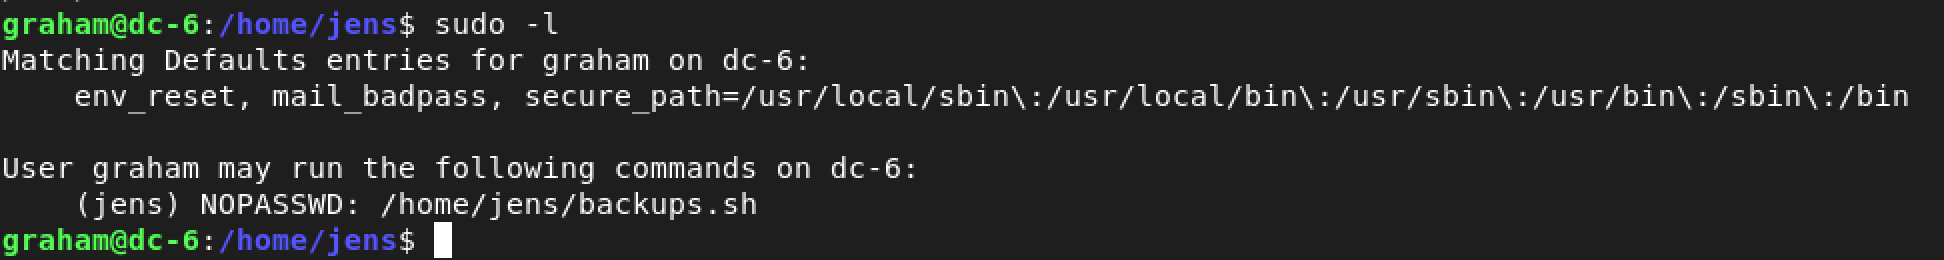 graham@dc-6:/home/jens$ sudo -l
Matching Defaults entries for graham on dc-6:
    env_reset, mail_badpass, secure_path=/usr/local/sbin\:/usr/local/bin\:/usr/sbin\:/usr/bin\:/sbin\:/bin

User graham may run the following commands on dc-6:
    (jens) NOPASSWD: /home/jens/backups.sh
graham@dc-6:/home/jens$